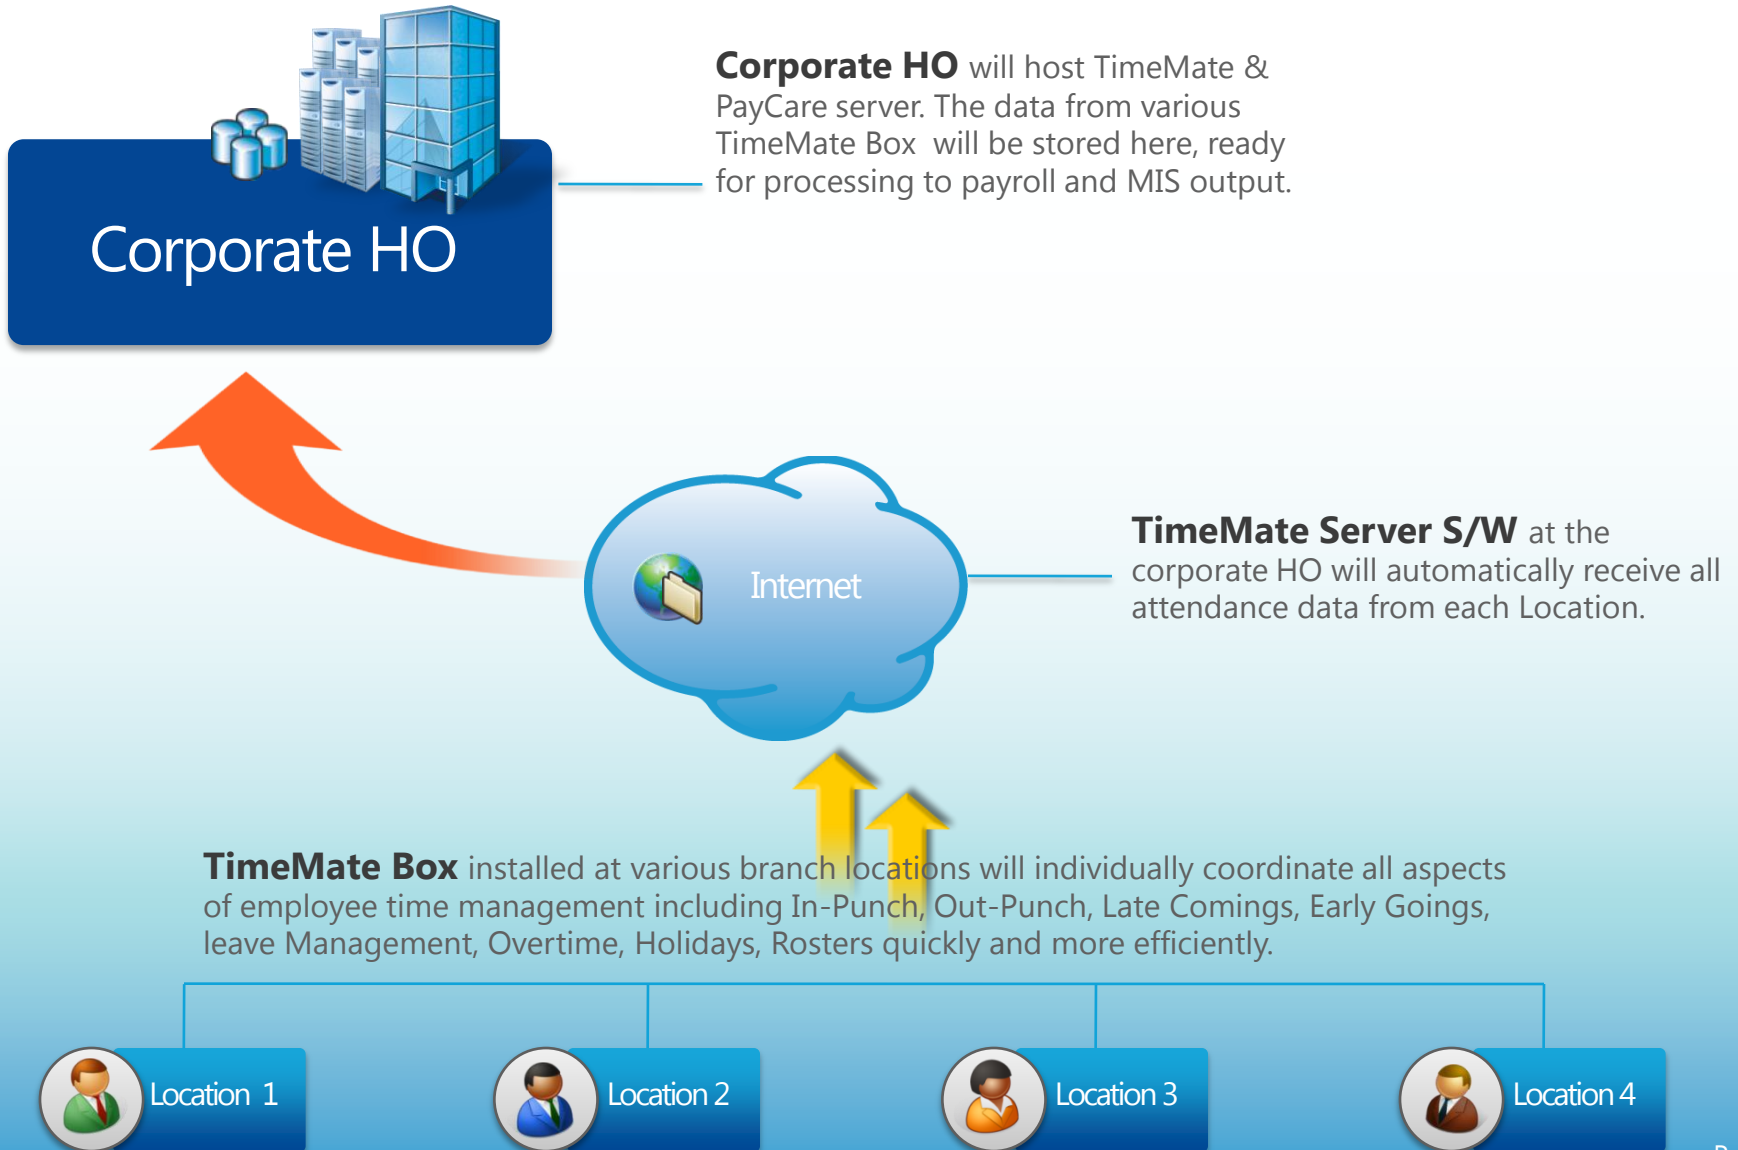 Corporate HO will host TimeMate &
PayCare server. The data from various
TimeMate Box will be stored here, ready
for processing to payroll and MIS output.
Corporate HO
Internet
TimeMate Server S/W at the
corporate HO will automatically receive all
attendance data from each Location.
TimeMate Box installed at various branch locations will individually coordinate all aspects
of employee time management including In-Punch, Out-Punch, Late Comings, Early Goings,
leave Management, Overtime, Holidays, Rosters quickly and more efficiently.
Location 1
Location 2
Location 3
Location 4